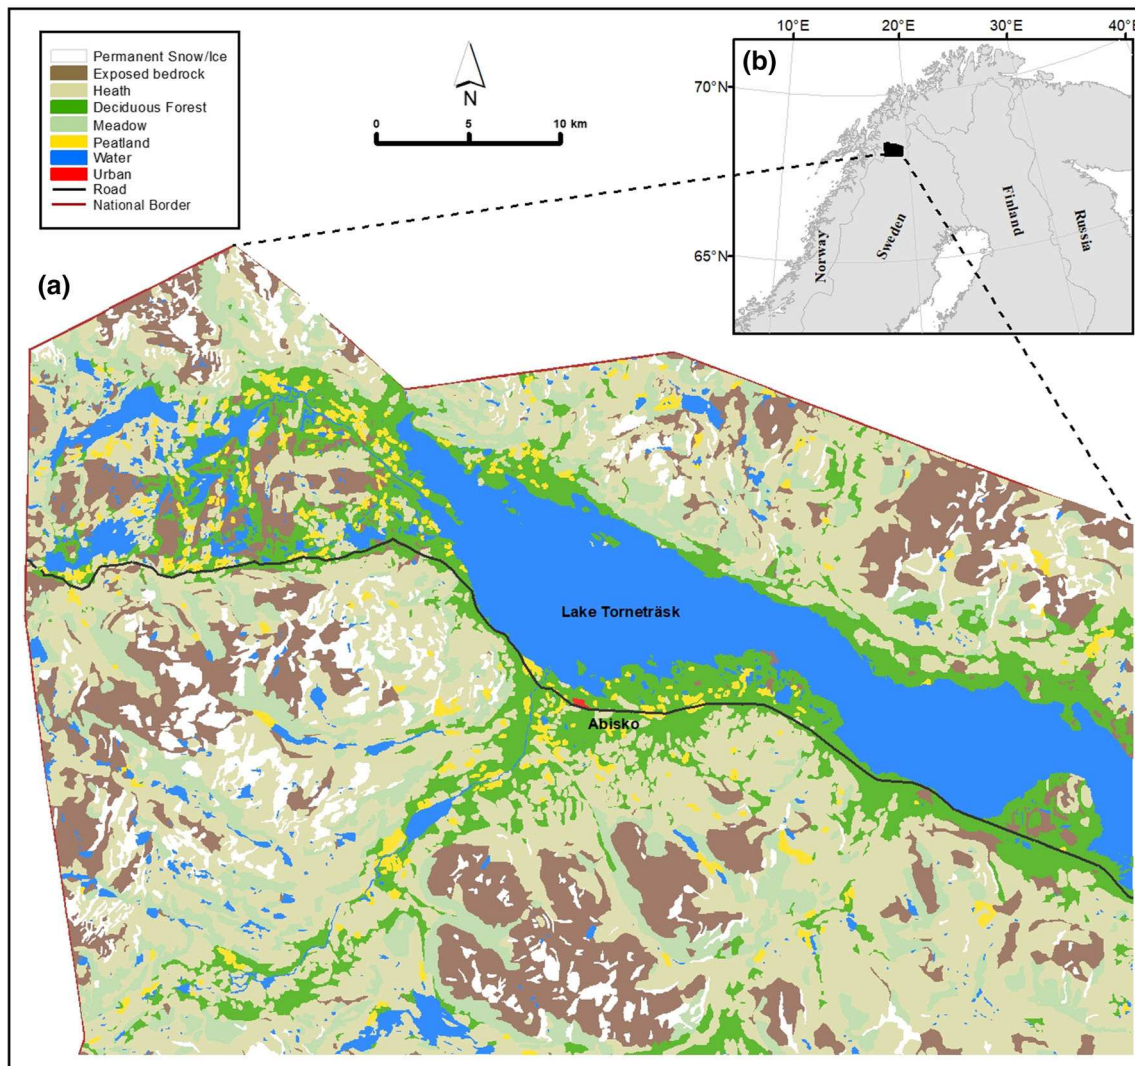 Permanent Snow/Ice
Exposed bedrock
Heath
Deciduous Forest
Meadow
Peatland
Water
Urban
Road
National Border
N
0 5 10 km
10°E 20°E 30°E 40°E
(b)
70°N
65°N
Norway
Sweden
Finland
Russia
(a)
Lake Torneträsk
Abisko